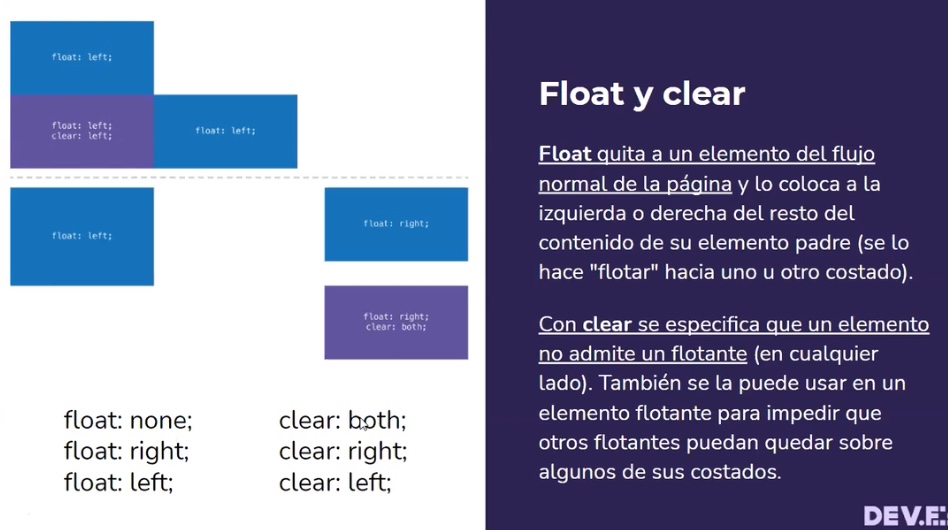 float: left;
float: left;
clear: left;
float: left;
float: left;
float: right;
float: right;
clear: both;
float: none;
float: right;
float: left;
clear: both;
clear: right;
clear: left;
Float y clear
Float quita a un elemento del flujo
normal de la página y lo coloca a la
izquierda o derecha del resto del
contenido de su elemento padre (se lo
hace "flotar" hacia uno u otro costado).
Con clear se especifica que un elemento
no admite un flotante (en cualquier
lado). También se la puede usar en un
elemento flotante para impedir que
otros flotantes puedan quedar sobre
algunos de sus costados.
DEV.F.